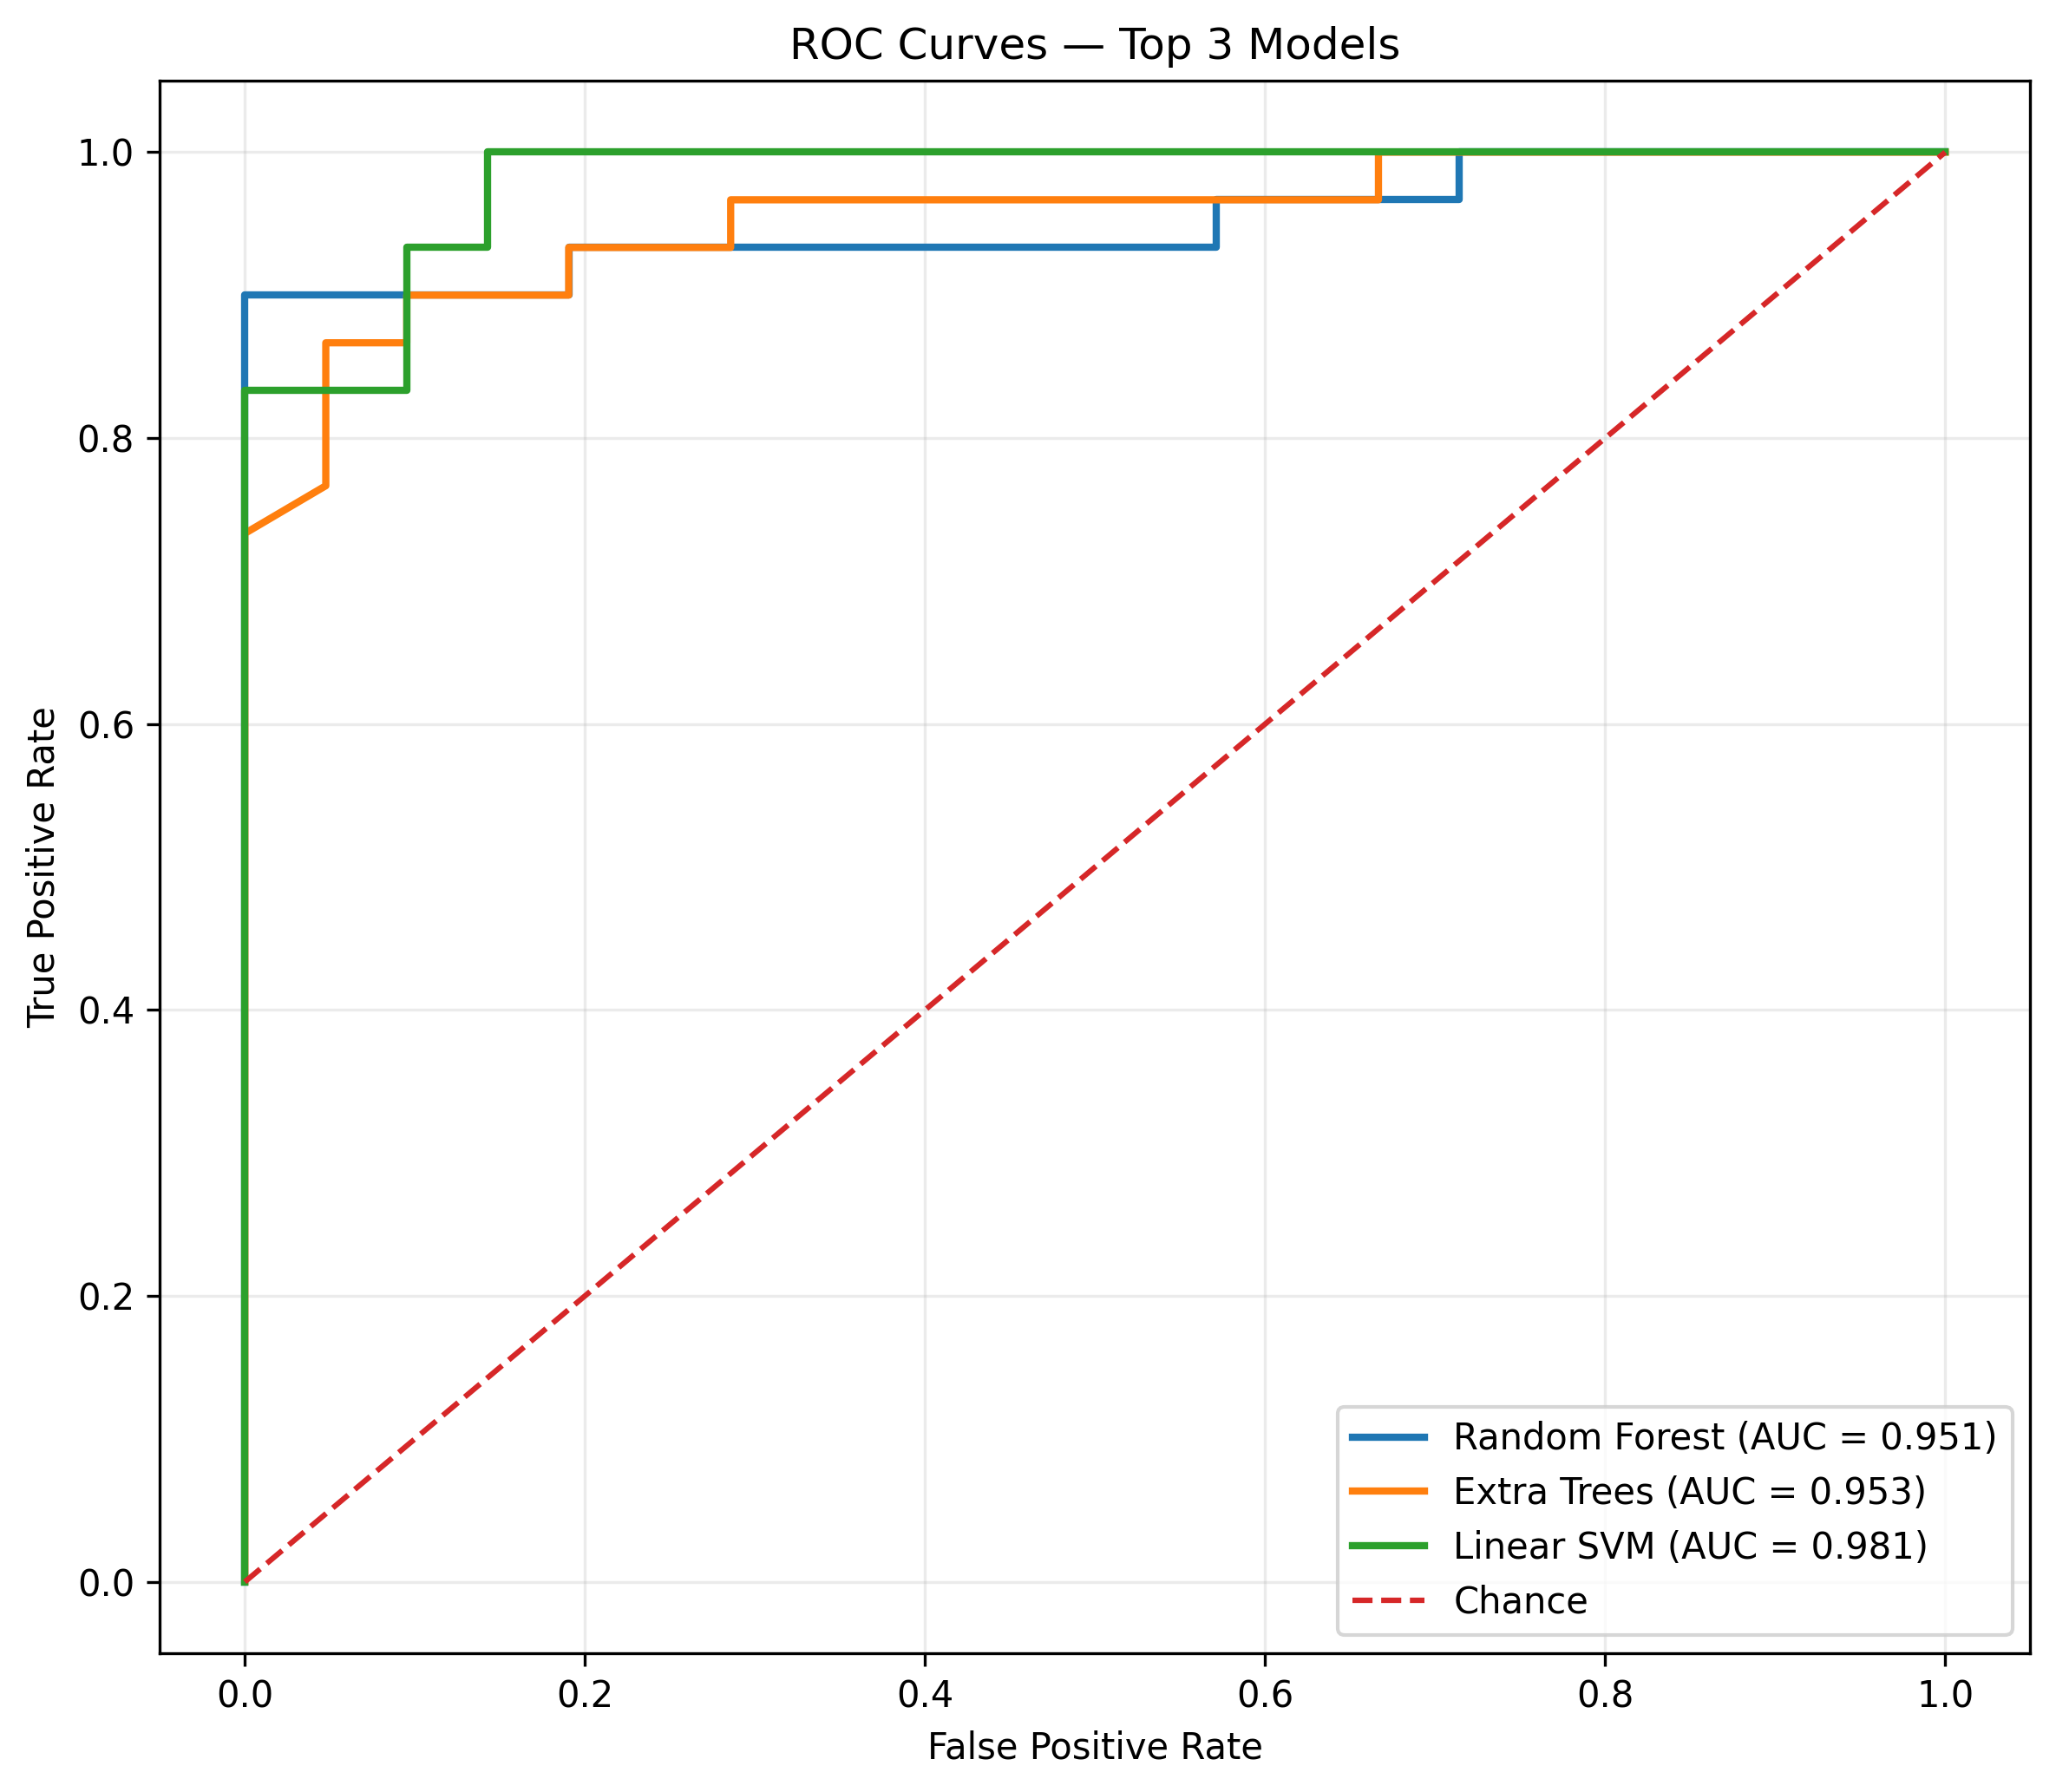 ROC Curves — Top 3 Models
True Positive Rate
1.0
0.8
0.6
0.4
0.2
0.0
0.0 0.2 0.4 0.6 0.8 1.0
False Positive Rate
Random Forest (AUC = 0.951)
Extra Trees (AUC = 0.953)
Linear SVM (AUC = 0.981)
Chance